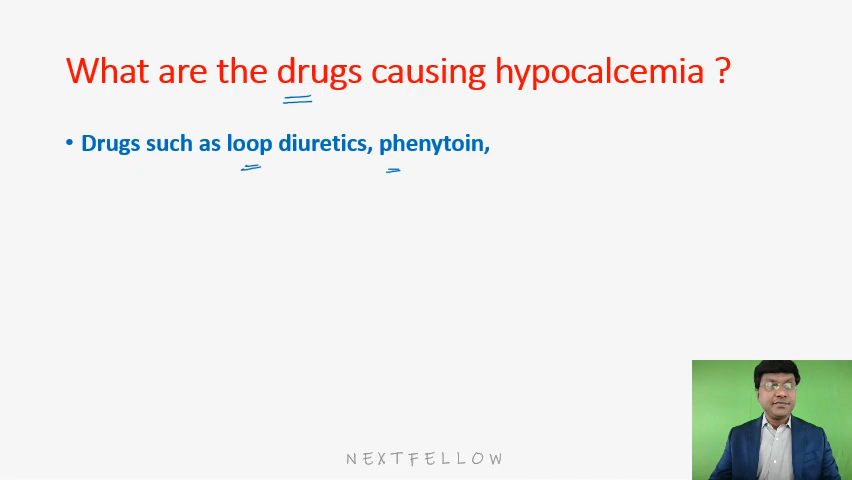 What are the drugs causing hypocalcemia ?
• Drugs such as loop diuretics, phenytoin,
NEXTFELLOW